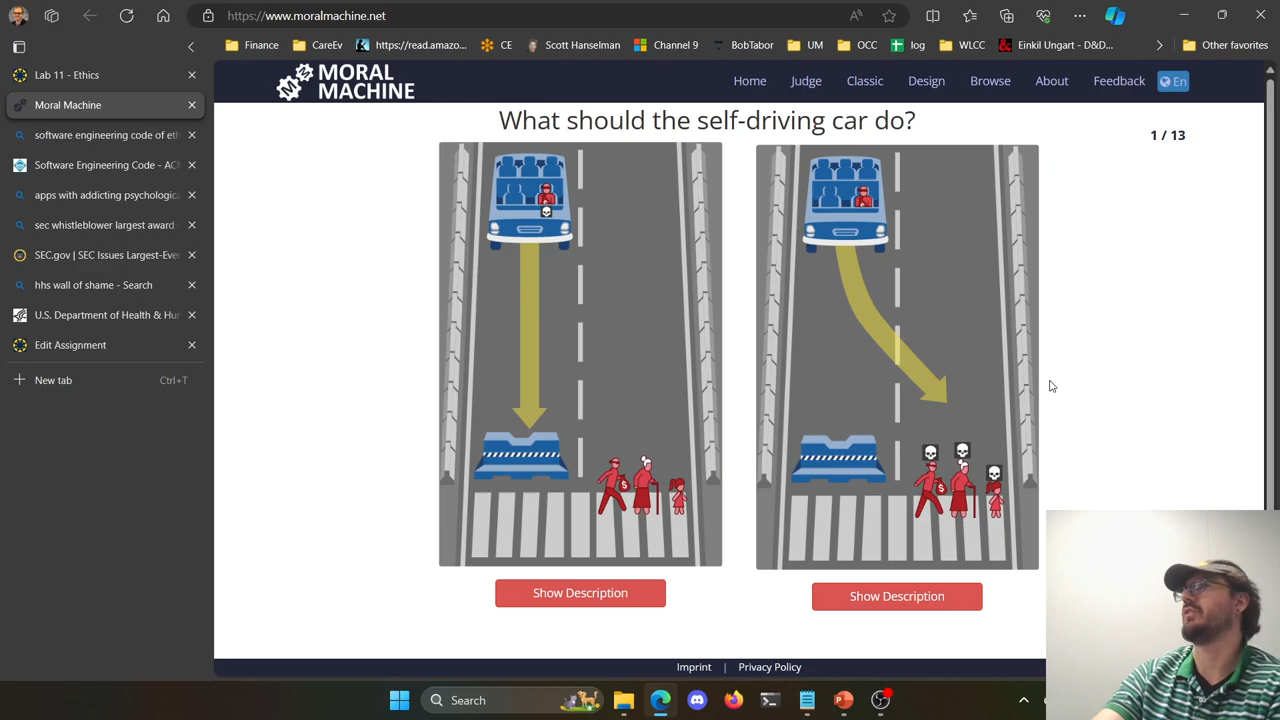 https://www.moralmachine.net
Finance
CareEv
https://read.amazo...
CE
Scott Hanselman
Channel 9
BobTabor
UM
OCC
log
WLCC
Einkil Ungart - D&D...
Other favorites
Lab 11 - Ethics
Moral Machine
software engineering code of eth
Software Engineering Code - AC
apps with addicting psychologic
sec whistleblower largest award
SEC.gov | SEC Issues Largest-Eve
hhs wall of shame - Search
U.S. Department of Health & Hu
Edit Assignment
New tab
Ctrl+T
MORAL
MACHINE
Home
Judge
Classic
Design
Browse
About
Feedback
En
What should the self-driving car do?
1 / 13
$
$
Show Description
Show Description
Imprint | Privacy Policy
Search